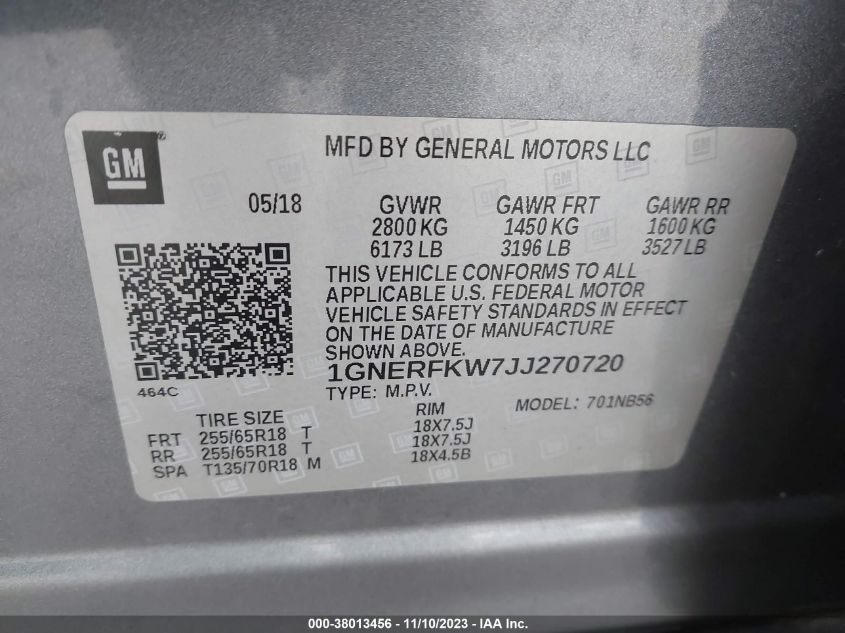 GM
MFD BY GENERAL MOTORS LLC
05/18 GVWR GAWR FRT GAWR RR
2800 KG 1450 KG 1600 KG
6173 LB 3196 LB 3527 LB
THIS VEHICLE CONFORMS TO ALL
APPLICABLE U.S. FEDERAL MOTOR
VEHICLE SAFETY STANDARDS IN EFFECT
ON THE DATE OF MANUFACTURE
SHOWN ABOVE.
1GNERFKW7JJ270720
464C TYPE: M.P.V.
TIRE SIZE RIM MODEL: 701NB56
FRT 255/65R18 T 18X7.5J
RR 255/65R18 T 18X7.5J
SPA T135/70R18 M 18X4.5B
000-38013456 - 11/10/2023 - IAA Inc.